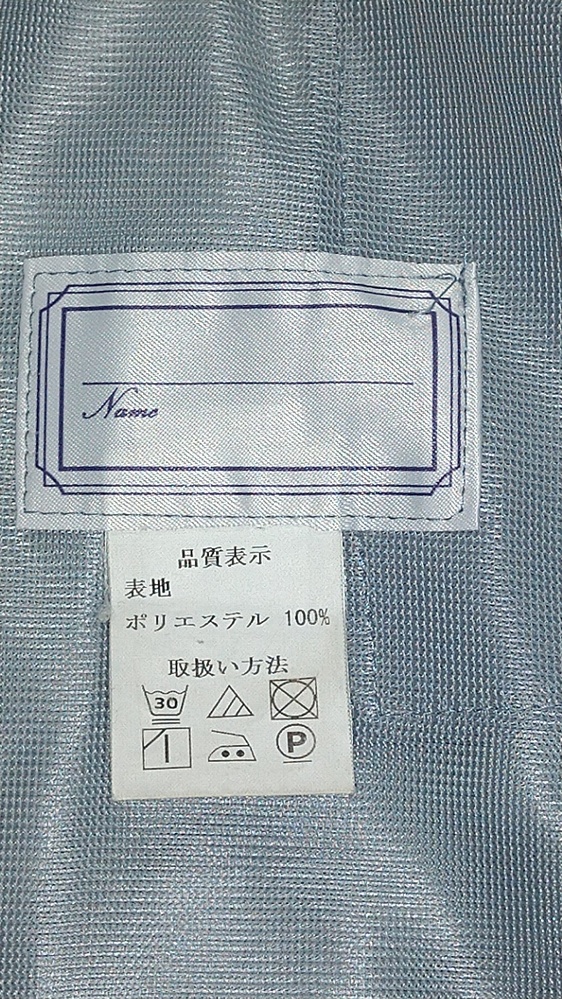 Name
品質表示
表地
ポリエステル 100%
取扱い方法
30
P